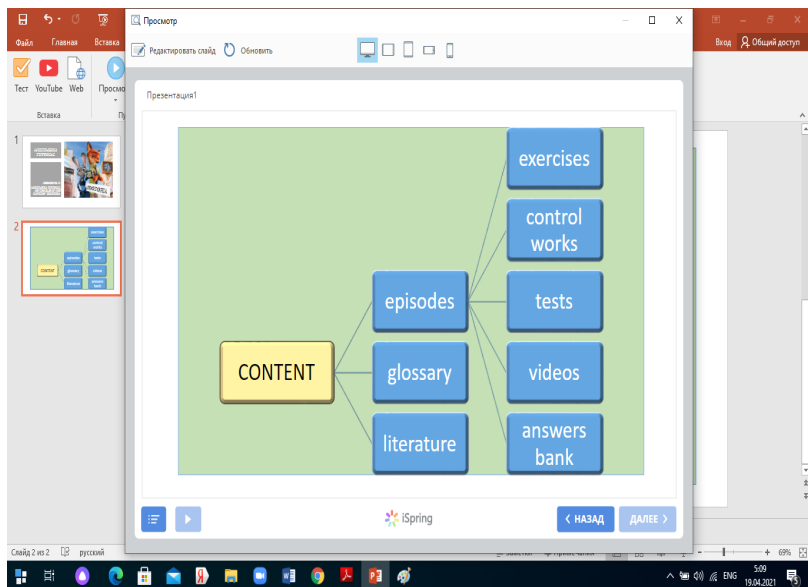 Просмотр
Файл Главная Вставка
Вход Общий доступ
Редактировать слайд Обновить
Тест YouTube Web
Вставка
Презентация1
1
2
exercises
control
works
episodes
tests
CONTENT
glossary
videos
literature
answers
bank
iSpring
НАЗАД
ДАЛЕЕ
Слайд 2 из 2 русский
69%
ENG
5:09
19.04.2021